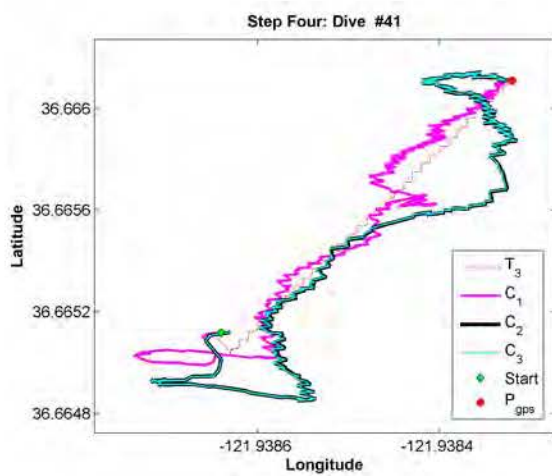 Step Four: Dive #41
Latitude
36.666
36.6656
36.6652
36.6648
T3
C1
C2
C3
Start
Pgps
-121.9386
-121.9384
Longitude